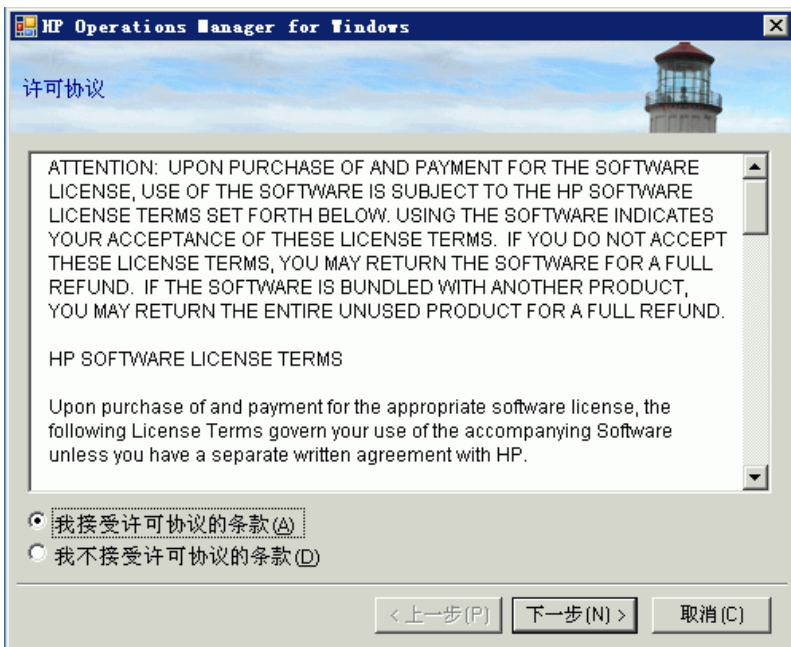 HP Operations Manager for Windows
许可协议
ATTENTION:  UPON PURCHASE OF AND PAYMENT FOR THE SOFTWARE
LICENSE, USE OF THE SOFTWARE IS SUBJECT TO THE HP SOFTWARE
LICENSE TERMS SET FORTH BELOW. USING THE SOFTWARE INDICATES
YOUR ACCEPTANCE OF THESE LICENSE TERMS.  IF YOU DO NOT ACCEPT
THESE LICENSE TERMS, YOU MAY RETURN THE SOFTWARE FOR A FULL
REFUND.  IF THE SOFTWARE IS BUNDLED WITH ANOTHER PRODUCT,
YOU MAY RETURN THE ENTIRE UNUSED PRODUCT FOR A FULL REFUND.
HP SOFTWARE LICENSE TERMS
Upon purchase of and payment for the appropriate software license, the
following License Terms govern your use of the accompanying Software
unless you have a separate written agreement with HP.
我接受许可协议的条款(A)
我不接受许可协议的条款(D)
< 上一步(P) 下一步(N) > 取消(C)